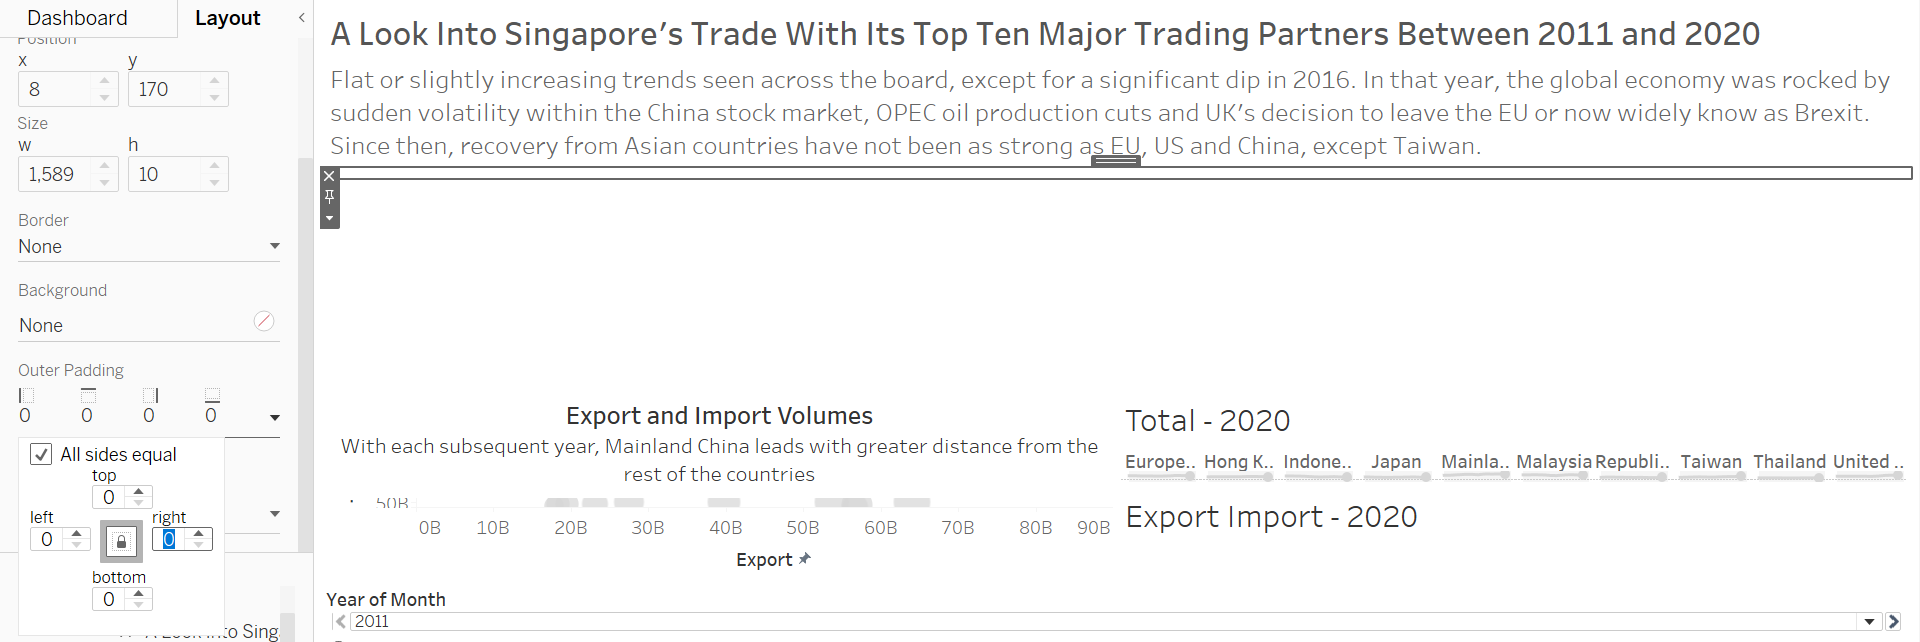 Dashboard Layout
Position
x y
8 170
Size
w h
1,589 10
Border
None
Background
None
Outer Padding
0 0 0 0
All sides equal
top
0
left right
0 0
bottom
0
A Look Into Sing
A Look Into Singapore's Trade With Its Top Ten Major Trading Partners Between 2011 and 2020
Flat or slightly increasing trends seen across the board, except for a significant dip in 2016. In that year, the global economy was rocked by
sudden volatility within the China stock market, OPEC oil production cuts and UK's decision to leave the EU or now widely know as Brexit.
Since then, recovery from Asian countries have not been as strong as EU, US and China, except Taiwan.
Export and Import Volumes
With each subsequent year, Mainland China leads with greater distance from the
rest of the countries
50B
0B 10B 20B 30B 40B 50B 60B 70B 80B 90B
Export
Total - 2020
Europe.. Hong K.. Indone.. Japan Mainla.. Malaysia Republi.. Taiwan Thailand United ..
Export Import - 2020
Year of Month
2011